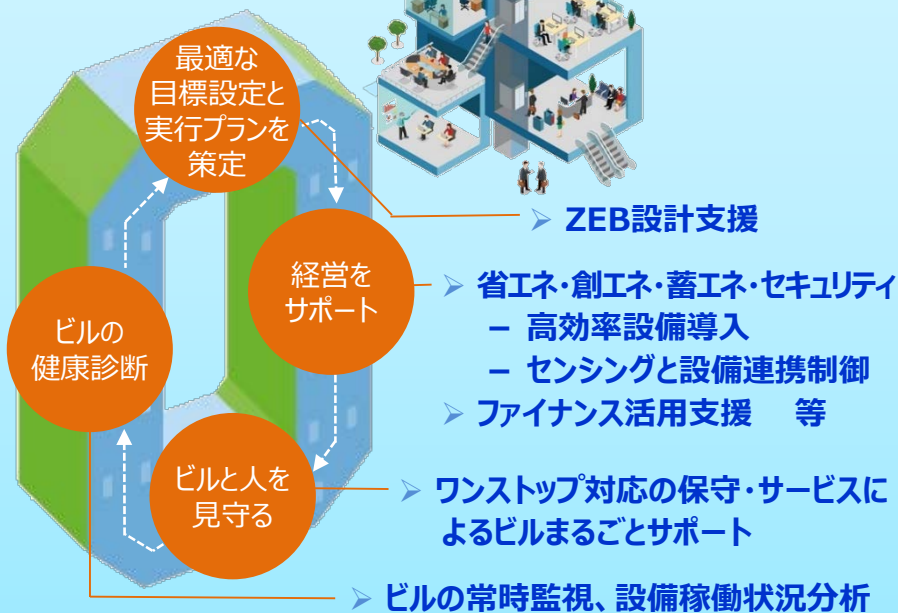 最適な
目標設定と
実行プランを
策定
➢ ZEB設計支援
経営を
サポート
➢ 省エネ・創エネ・蓄エネ・セキュリティ
– 高効率設備導入
– センシングと設備連携制御
➢ ファイナンス活用支援 等
ビルの
健康診断
ビルと人を
見守る
➢ ワンストップ対応の保守・サービスに
よるビルまるごとサポート
➢ ビルの常時監視、設備稼働状況分析